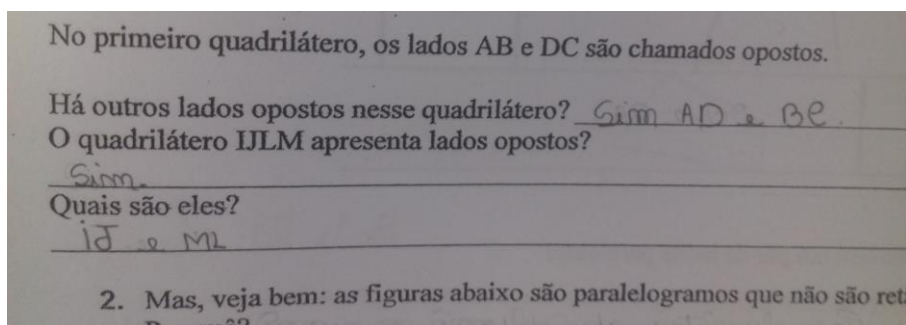 No primeiro quadrilátero, os lados AB e DC são chamados opostos.
Há outros lados opostos nesse quadrilátero? Sim AD e BC.
O quadrilátero IJLM apresenta lados opostos?
Sim.
Quais são eles?
IJ e ML
2. Mas, veja bem: as figuras abaixo são paralelogramos que não são ret